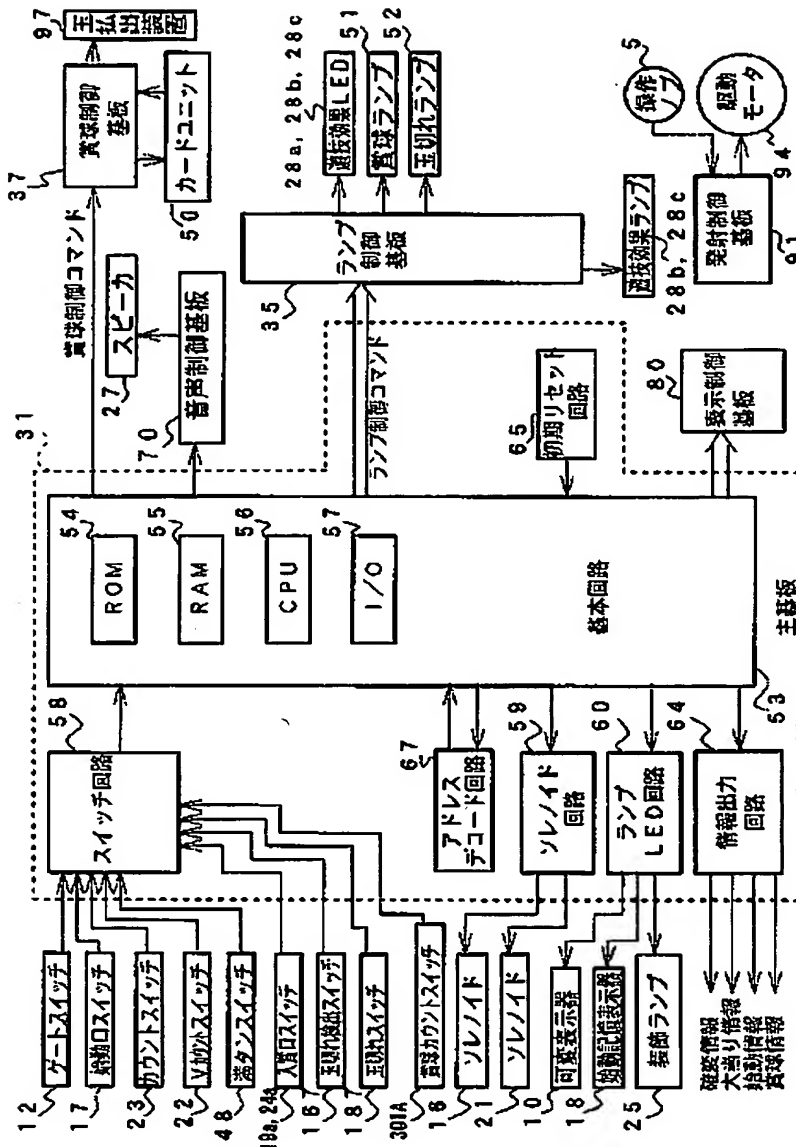 12
ゲートスイッチ
17
始動口スイッチ
23
カウントスイッチ
22
Vカウントスイッチ
48
満タンスイッチ
19a, 24a
入賞口スイッチ
167
玉切れ検出スイッチ
187
玉切れスイッチ
301A
賞球カウントスイッチ
16
ソレノイド
21
ソレノイド
10
可変表示器
18
始動記憶表示器
25
装飾ランプ
確変情報
大当り情報
始動情報
賞球情報
58
スイッチ回路
67
アドレス
デコード回路
59
ソレノイド
回路
60
ランプ
LED回路
64
情報出力
回路
31
54
ROM
55
RAM
56
CPU
57
I/O
基本回路
53
主基板
65
初期リセット
回路
賞球制御コマンド
27
スピーカ
70
音声制御基板
ランプ制御コマンド
80
表示制御
基板
37
賞球制御
基板
50
カードユニット
97
玉払出装置
35
ランプ
制御
基板
28a, 28b, 28c
遊技効果LED
51
賞球ランプ
52
玉切れランプ
遊技効果ランプ
28b, 28c
5
操作
ノブ
発射制御
基板
91
駆動
モータ
94